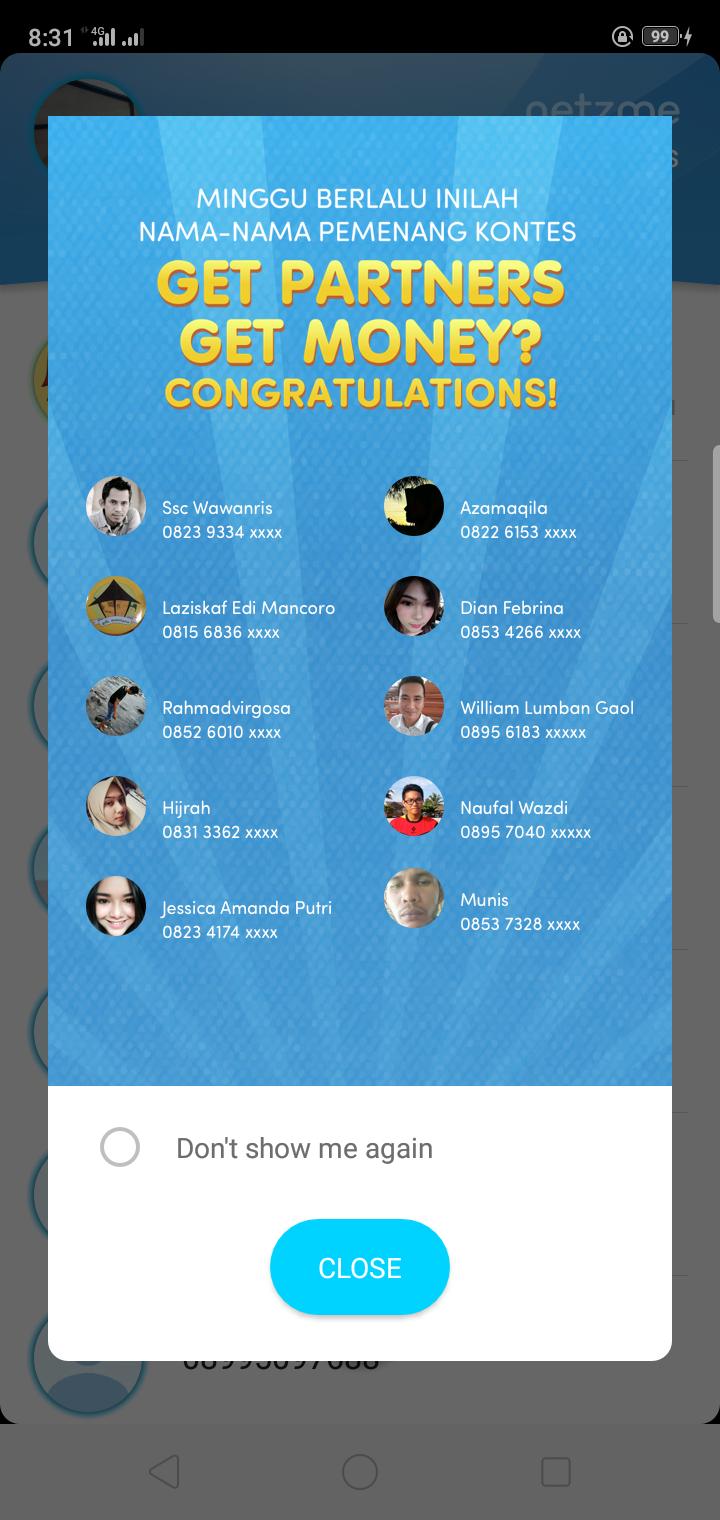 8:31
4G
99
netzme
MINGGU BERLALU INILAH
NAMA-NAMA PEMENANG KONTES
GET PARTNERS
GET MONEY?
CONGRATULATIONS!
Ssc Wawanris
0823 9334 xxxx
Azamaqila
0822 6153 xxxx
Laziskaf Edi Mancoro
0815 6836 xxxx
Dian Febrina
0853 4266 xxxx
Rahmadvirgosa
0852 6010 xxxx
William Lumban Gaol
0895 6183 xxxxx
Hijrah
0831 3362 xxxx
Naufal Wazdi
0895 7040 xxxxx
Jessica Amanda Putri
0823 4174 xxxx
Munis
0853 7328 xxxx
Don't show me again
CLOSE